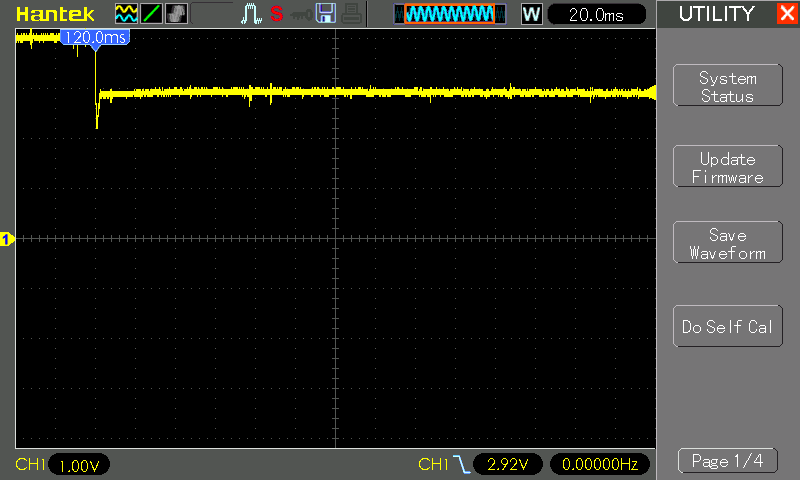 Hantek
S
W
20.0ms
UTILITY
120.0ms
System
Status
Update
Firmware
Save
Waveform
Do Self Cal
1
CH1 1.00V
CH1 2.92V 0.00000Hz
Page 1/4